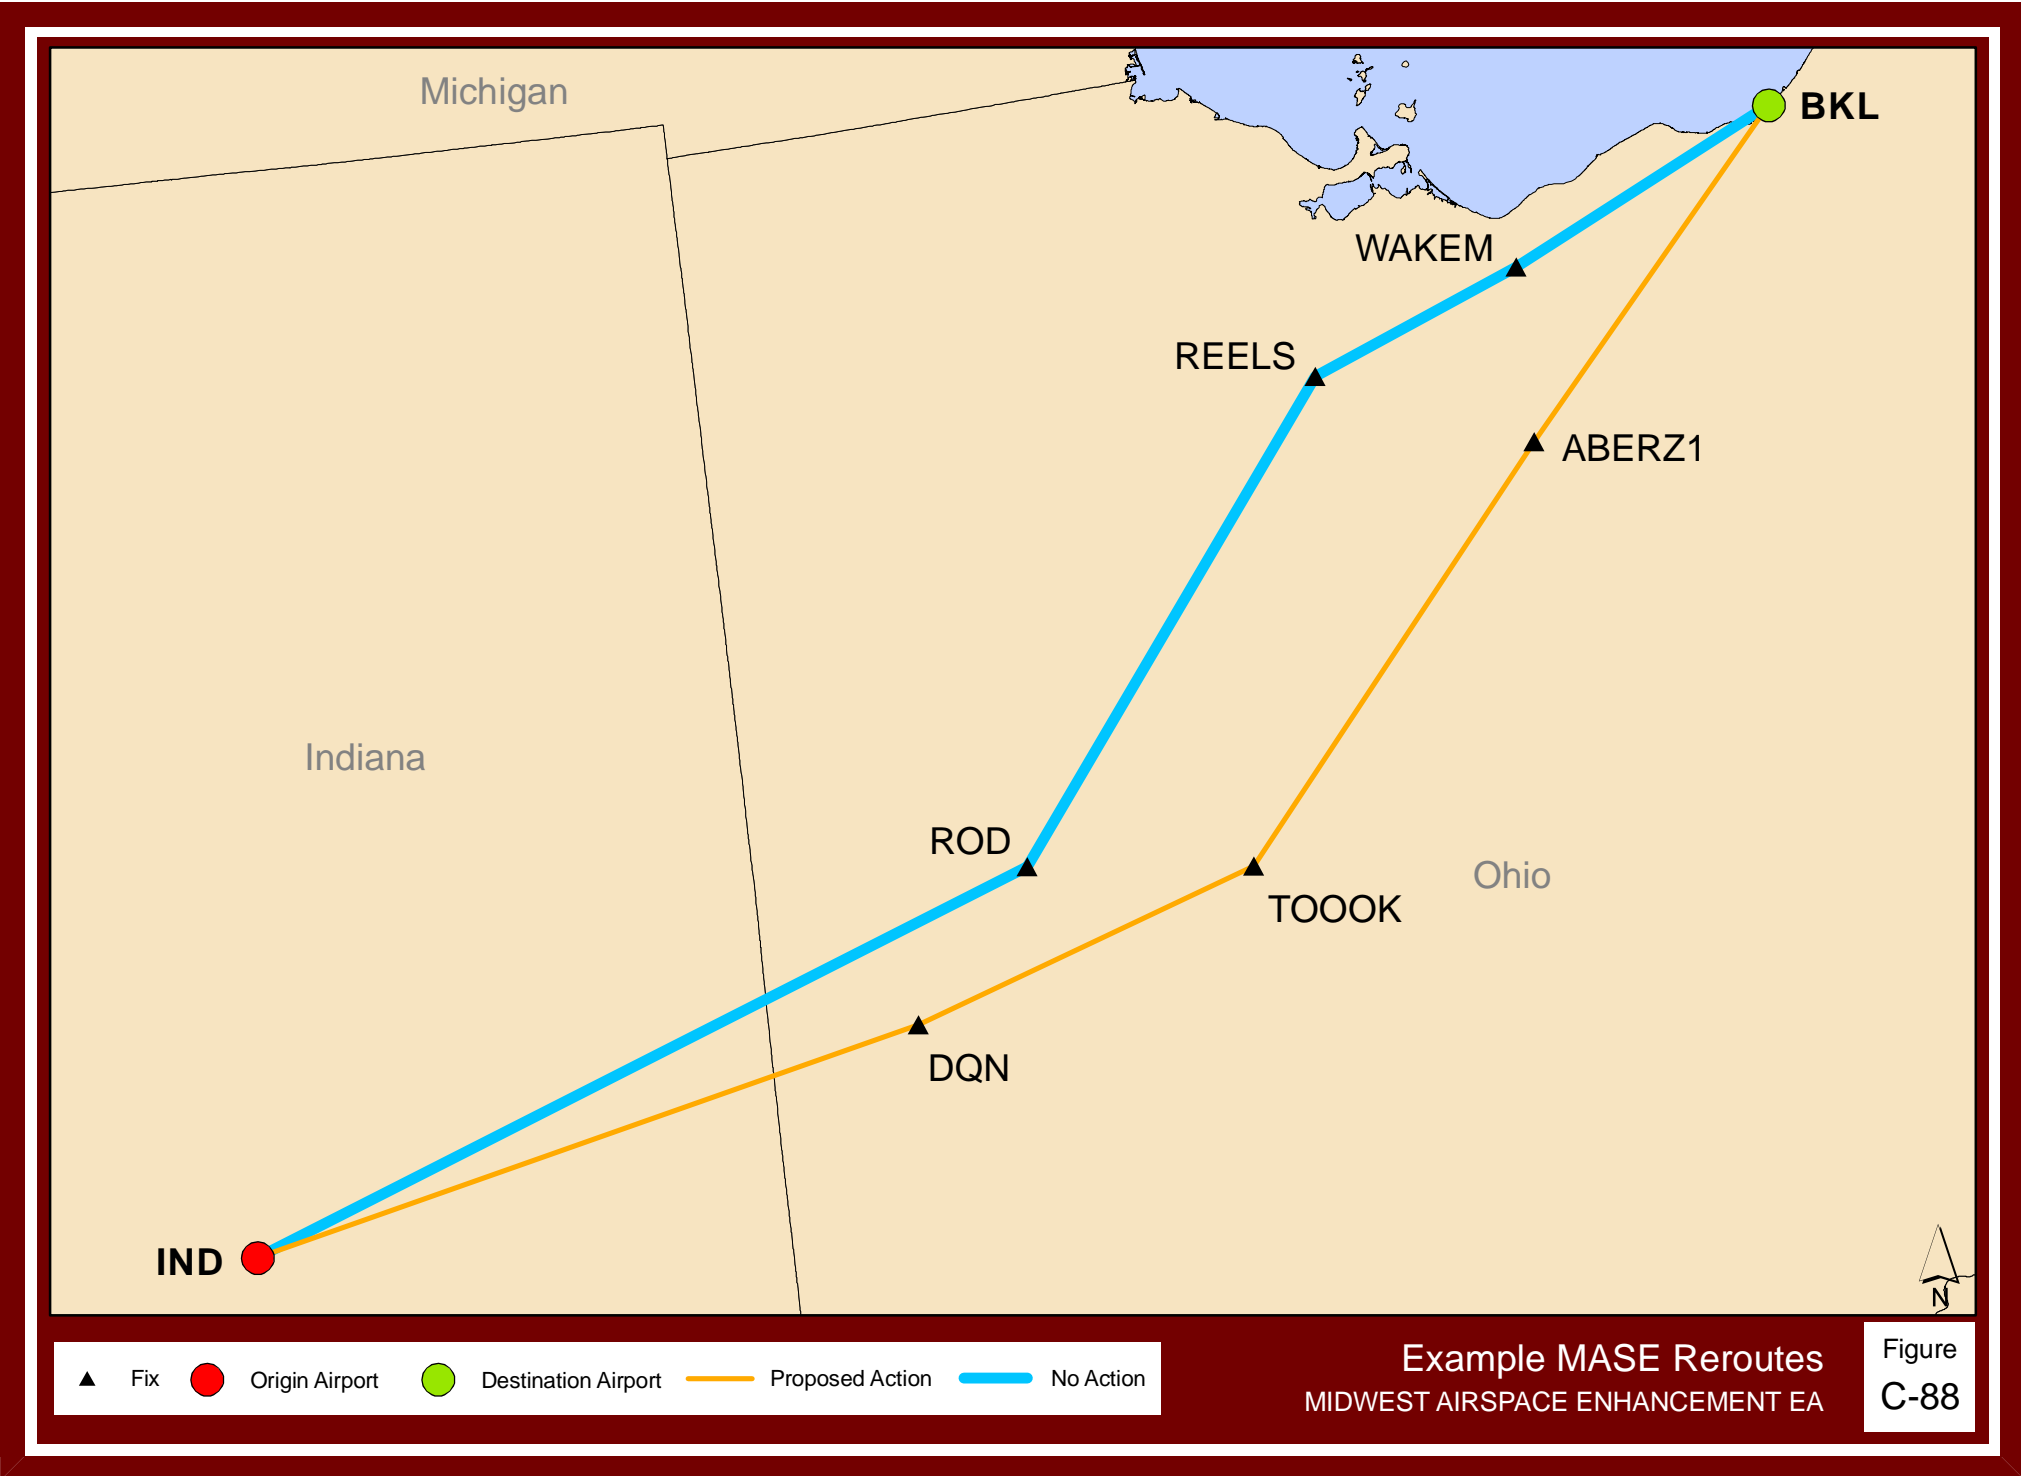 Michigan
BKL
WAKEM
REELS
ABERZ1
Indiana
ROD
Ohio
TOOOK
DQN
IND
N
Fix
Origin Airport
Destination Airport
Proposed Action
No Action
Example MASE Reroutes
MIDWEST AIRSPACE ENHANCEMENT EA
Figure
C-88